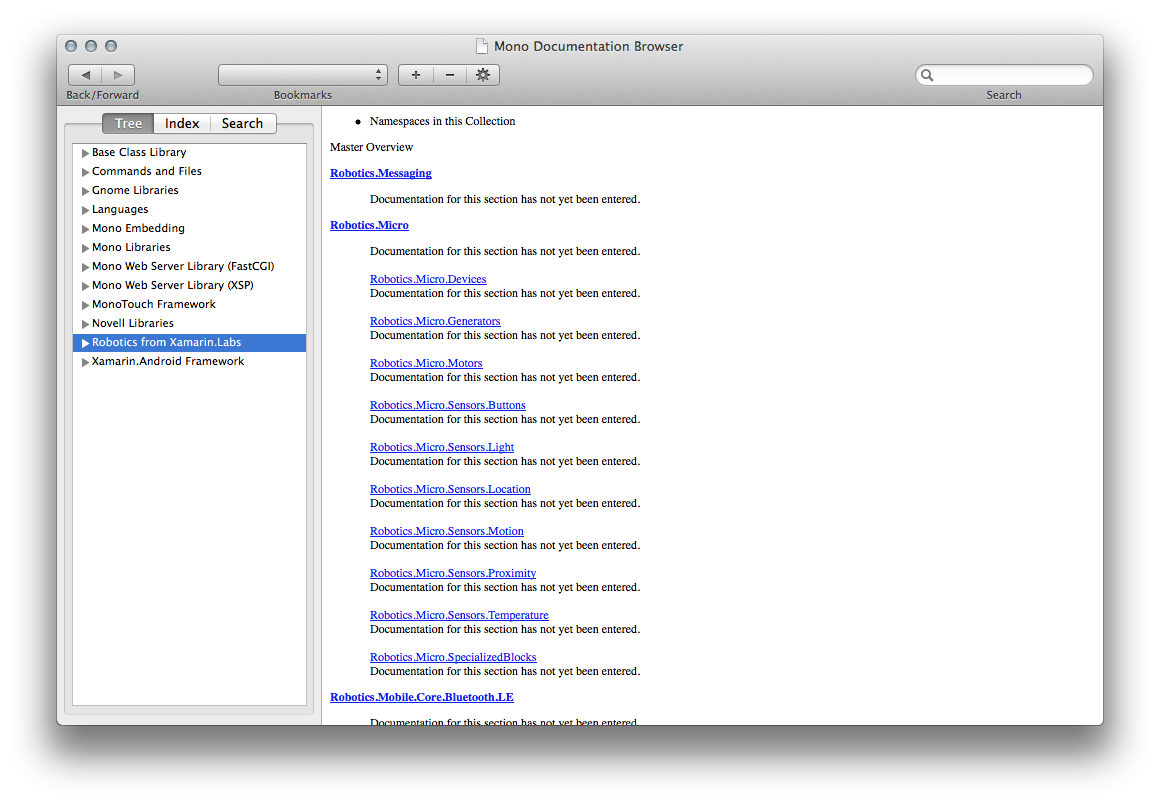 Mono Documentation Browser
Back/Forward
Bookmarks
Search
Tree Index Search
Base Class Library
Commands and Files
Gnome Libraries
Languages
Mono Embedding
Mono Libraries
Mono Web Server Library (FastCGI)
Mono Web Server Library (XSP)
MonoTouch Framework
Novell Libraries
Robotics from Xamarin.Labs
Xamarin.Android Framework
• Namespaces in this Collection
Master Overview
Robotics.Messaging
Documentation for this section has not yet been entered.
Robotics.Micro
Documentation for this section has not yet been entered.
Robotics.Micro.Devices
Documentation for this section has not yet been entered.
Robotics.Micro.Generators
Documentation for this section has not yet been entered.
Robotics.Micro.Motors
Documentation for this section has not yet been entered.
Robotics.Micro.Sensors.Buttons
Documentation for this section has not yet been entered.
Robotics.Micro.Sensors.Light
Documentation for this section has not yet been entered.
Robotics.Micro.Sensors.Location
Documentation for this section has not yet been entered.
Robotics.Micro.Sensors.Motion
Documentation for this section has not yet been entered.
Robotics.Micro.Sensors.Proximity
Documentation for this section has not yet been entered.
Robotics.Micro.Sensors.Temperature
Documentation for this section has not yet been entered.
Robotics.Micro.SpecializedBlocks
Documentation for this section has not yet been entered.
Robotics.Mobile.Core.Bluetooth.LE
Documentation for this section has not yet been entered.